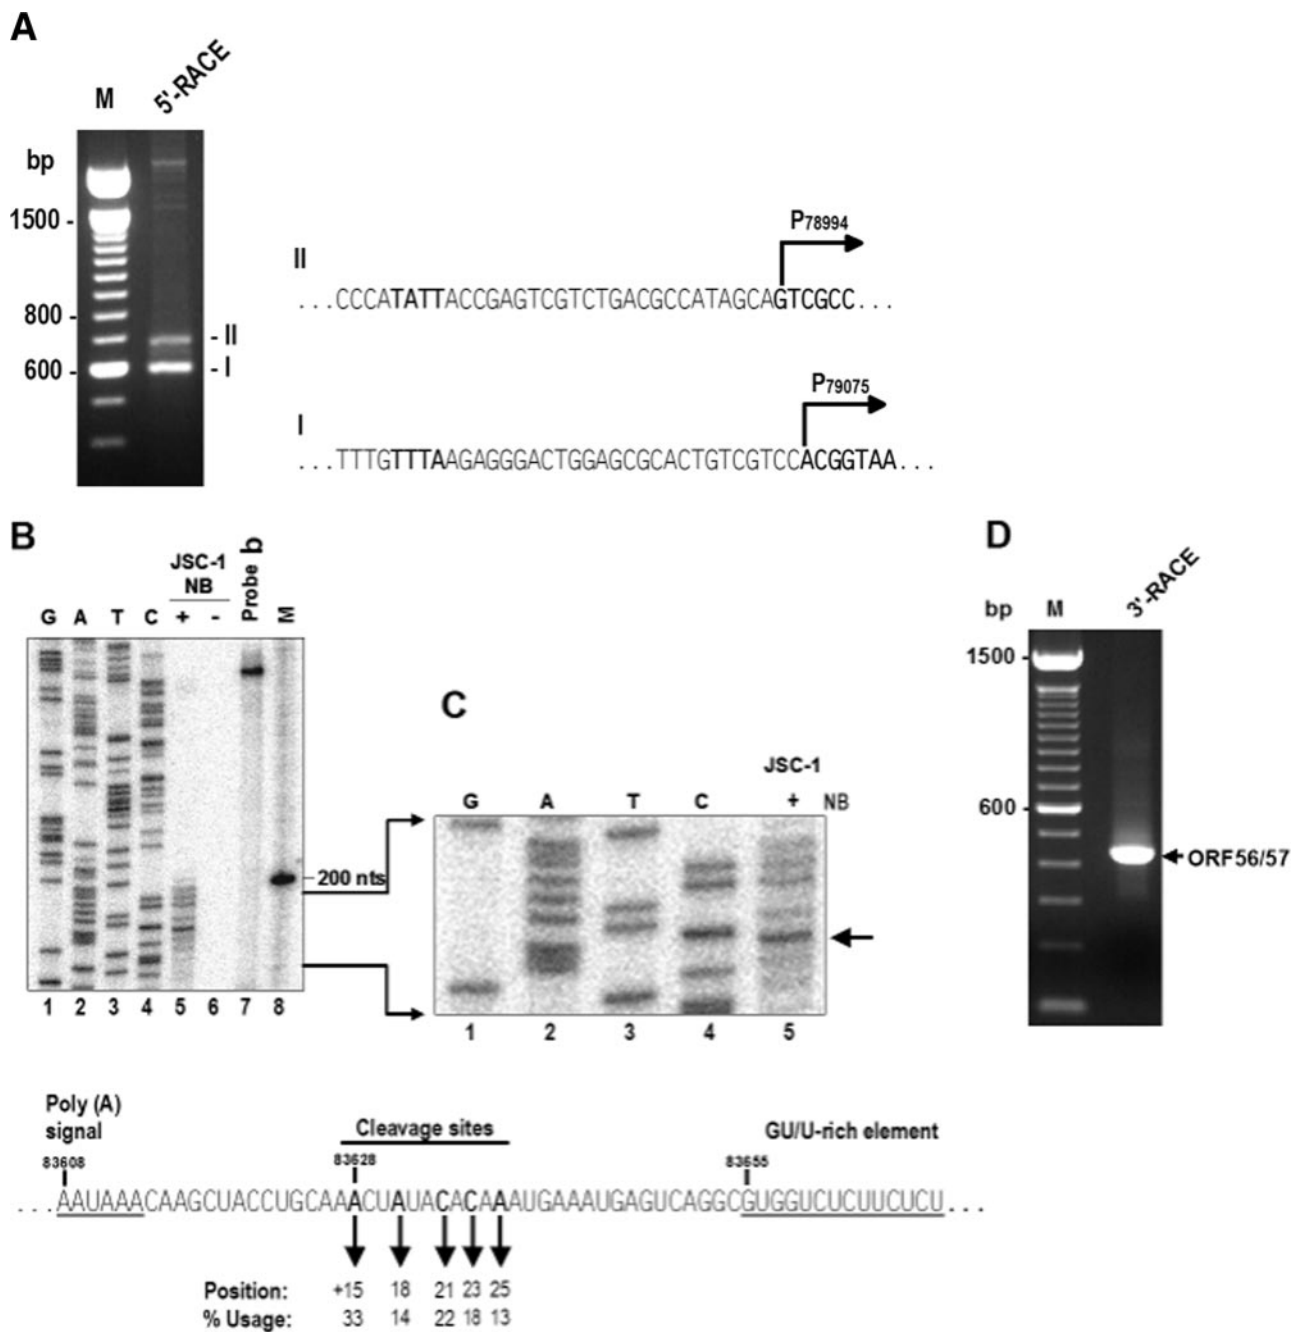 A
M 5'-RACE
bp
1500 -
800 -
600 -
- II
- I
II
P78994
...CCCATATTACCGAGTCGTCTGACGCCATAGCAGTCGCC...
I
P79075
...TTTGTTTAAGAGGGACTGGAGCGCACTGTCGTCCACGGTAA...
B
JSC-1
NB
G A T C + - Probe b M
200 nts
1 2 3 4 5 6 7 8
C
JSC-1
G A T C + NB
1 2 3 4 5
D
bp M 3'-RACE
1500 -
600 -
ORF56/57
Poly (A)
signal
Cleavage sites
GU/U-rich element
83608 83628 83655
...AAUAAACAAGCUACCUGCAAACUAUACACAAAUGAAAUGAGUCAGGCGUGGUCUCUUCUCU...
Position: +15 18 21 23 25
% Usage: 33 14 22 18 13